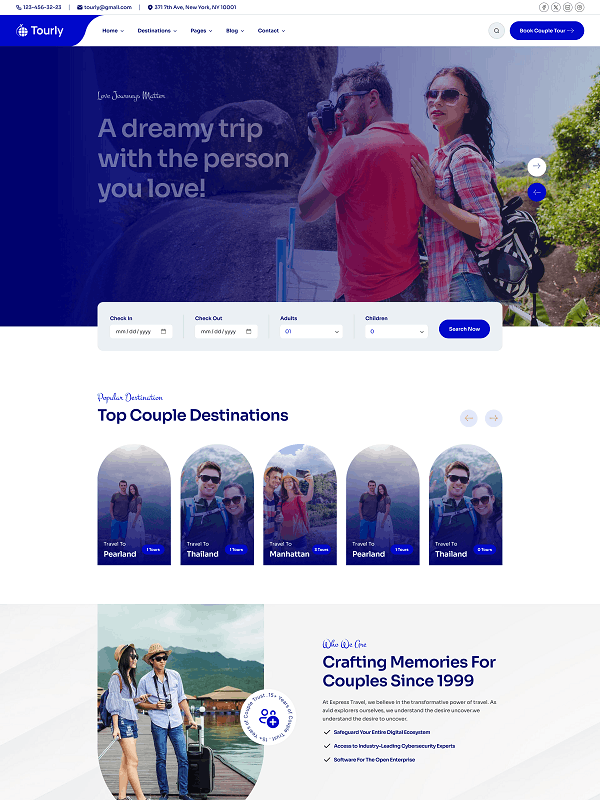 123-456-32-23 tourly@gmail.com 371 7th Ave, New York, NY 10001
Tourly Home Destinations Pages Blog Contact Book Couple Tour
Love Journeys Matter
A dreamy trip
with the person
you love!
Check In Check Out Adults Children
mm/dd/yyyy mm/dd/yyyy 01 0 Search Now
Popular Destination
Top Couple Destinations
Travel To Travel To Travel To Travel To Travel To
Pearland 1 Tours Thailand 1 Tours Manhattan 3 Tours Pearland 1 Tours Thailand 0 Tours
Who We Are
Crafting Memories For
Couples Since 1999
At Express Travel, we believe in the transformative power of travel. As
avid explorers ourselves, we understand the desire uncover.we
understand the desire to uncover.
15+ Years of Couple Trust
Safeguard Your Entire Digital Ecosystem
Access to Industry-Leading Cybersecurity Experts
Software For The Open Enterprise